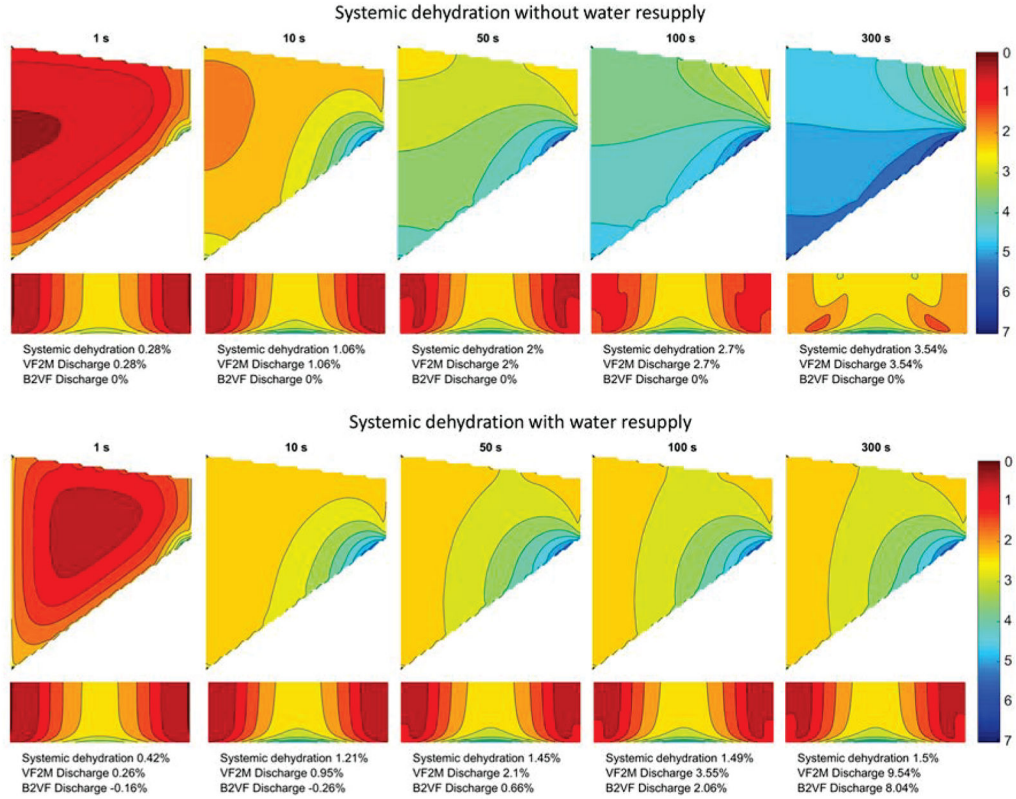 Systemic dehydration without water resupply
1 s 10 s 50 s 100 s 300 s
0
1
2
3
4
5
6
7
Systemic dehydration 0.28% Systemic dehydration 1.06% Systemic dehydration 2% Systemic dehydration 2.7% Systemic dehydration 3.54%
VF2M Discharge 0.28% VF2M Discharge 1.06% VF2M Discharge 2% VF2M Discharge 2.7% VF2M Discharge 3.54%
B2VF Discharge 0% B2VF Discharge 0% B2VF Discharge 0% B2VF Discharge 0% B2VF Discharge 0%
Systemic dehydration with water resupply
1 s 10 s 50 s 100 s 300 s
0
1
2
3
4
5
6
7
Systemic dehydration 0.42% Systemic dehydration 1.21% Systemic dehydration 1.45% Systemic dehydration 1.49% Systemic dehydration 1.5%
VF2M Discharge 0.26% VF2M Discharge 0.95% VF2M Discharge 2.1% VF2M Discharge 3.55% VF2M Discharge 9.54%
B2VF Discharge -0.16% B2VF Discharge -0.26% B2VF Discharge 0.66% B2VF Discharge 2.06% B2VF Discharge 8.04%